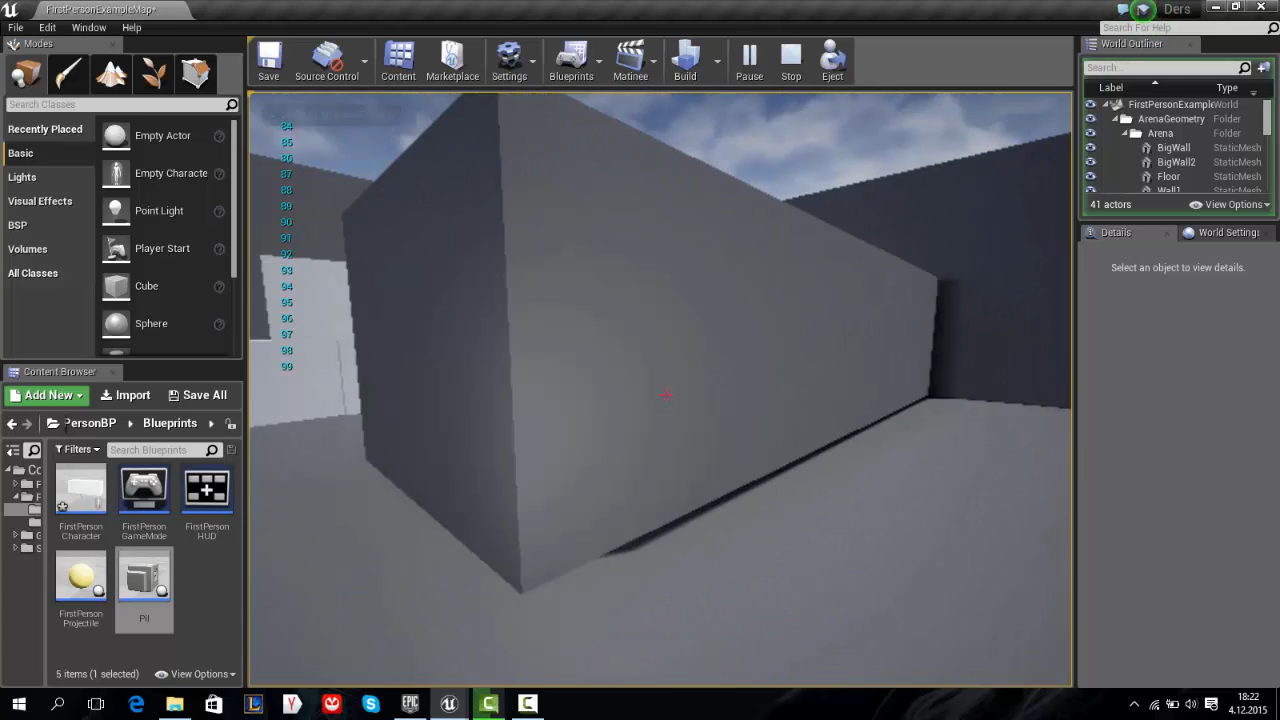 FirstPersonExampleMap*
Ders
File Edit Window Help
Search For Help
Modes
Save
Source Control
Content
Marketplace
Settings
Blueprints
Matinee
Build
Pause
Stop
Eject
Search Classes
Recently Placed
Basic
Lights
Visual Effects
BSP
Volumes
All Classes
Empty Actor
Empty Characte
Point Light
Player Start
Cube
Sphere
84
85
86
87
88
89
90
91
92
93
94
95
96
97
98
99
World Outliner
Search...
Label Type
FirstPersonExample World
ArenaGeometry Folder
Arena Folder
BigWall StaticMesh
BigWall2 StaticMesh
Floor StaticMesh
Wall1 StaticMesh
41 actors View Options
Details World Setting
Select an object to view details.
Content Browser
Add New Import Save All
PersonBP Blueprints
Filters Search Blueprints
Co
FirstPerson
Character
FirstPerson
GameMode
FirstPerson
HUD
FirstPerson
Projectile
Pil
5 items (1 selected) View Options
EPIC
18:22
4.12.2015